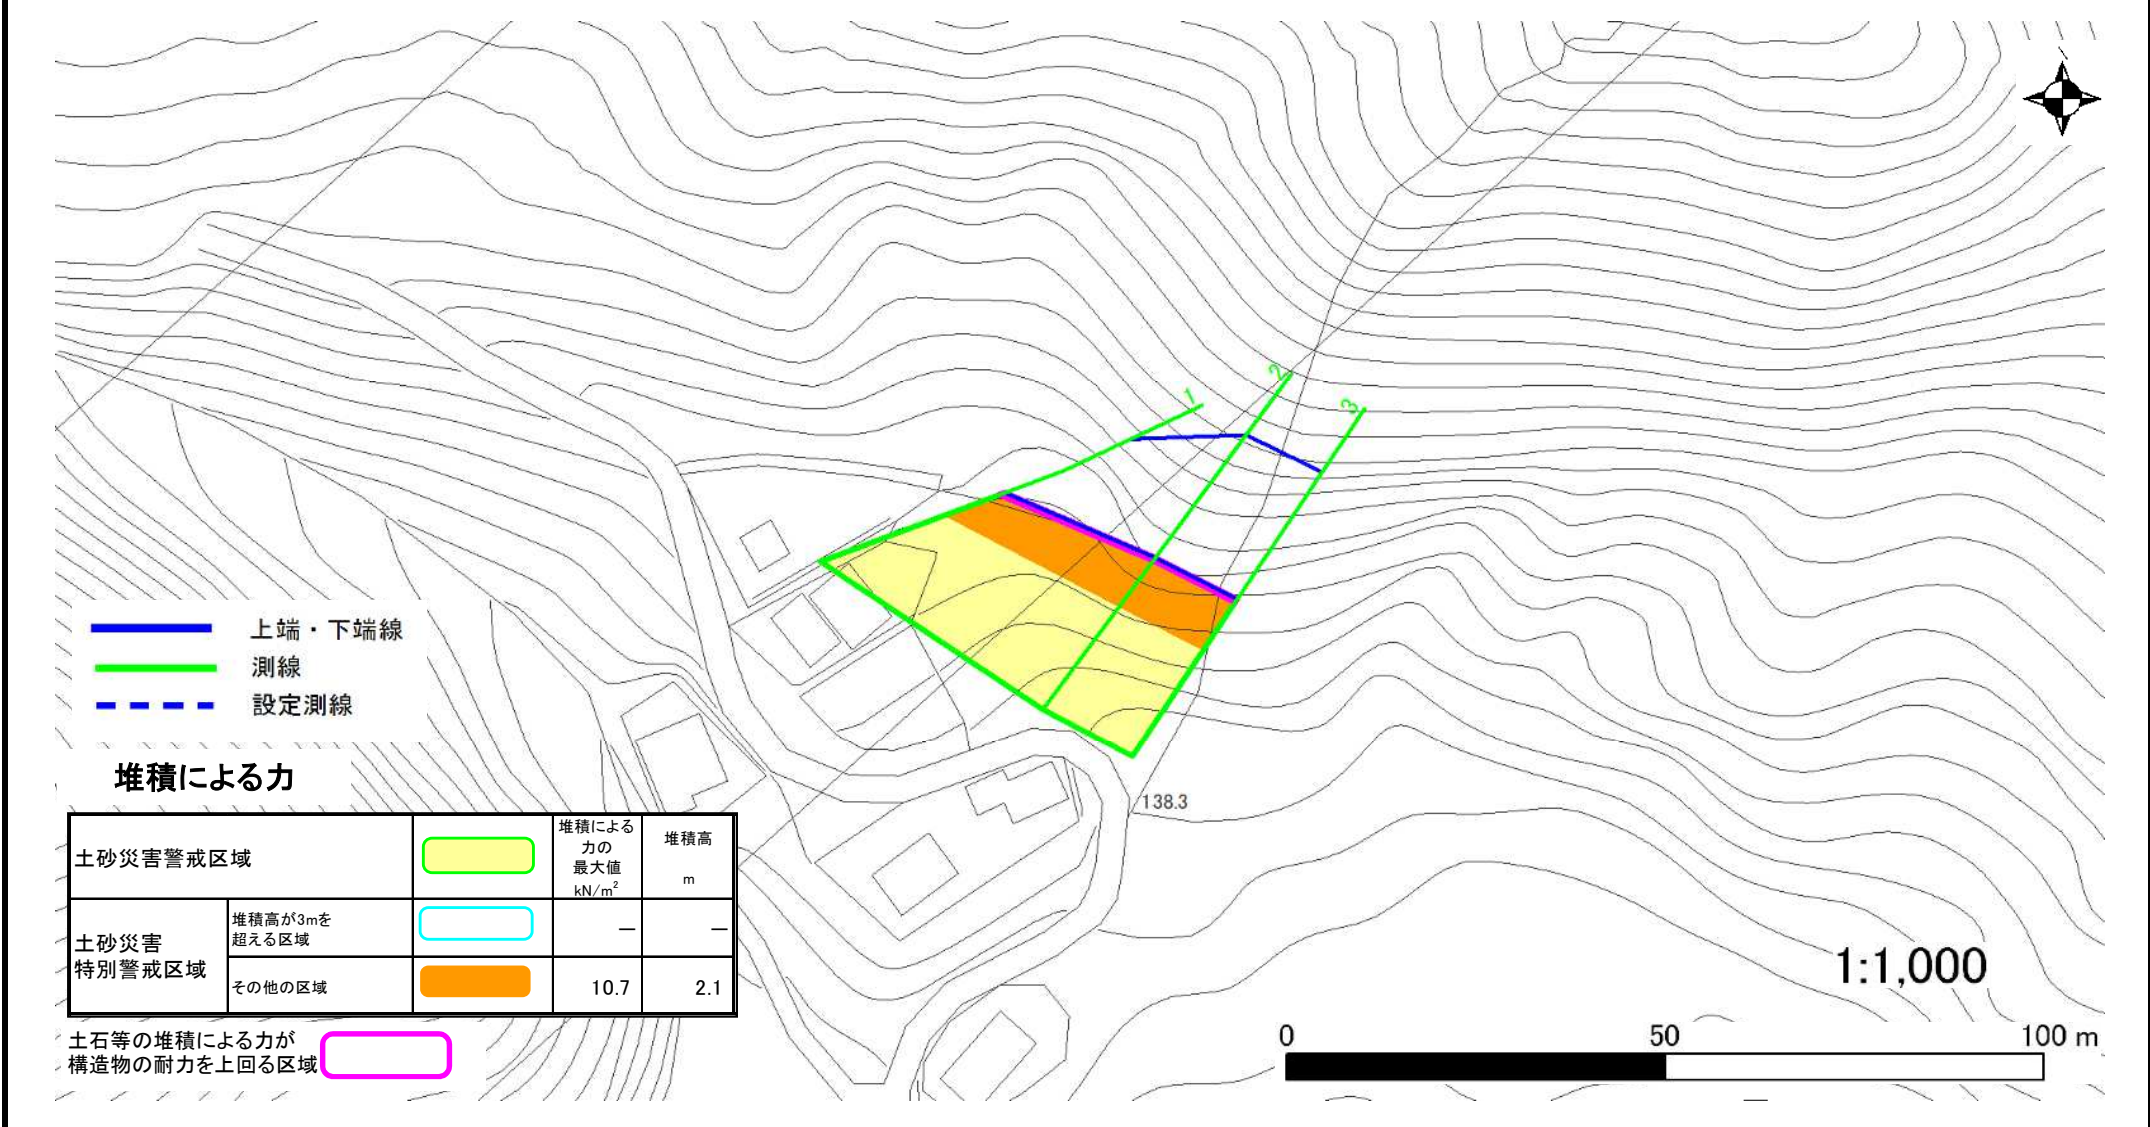 1
2
3
上端・下端線
測線
設定測線
堆積による力
138.3
土砂災害警戒区域
堆積による
力の
最大値
kN/m²
堆積高
m
土砂災害
特別警戒区域
堆積高が3mを
超える区域
—
—
その他の区域
10.7
2.1
土石等の堆積による力が
構造物の耐力を上回る区域
1:1,000
0
50
100 m